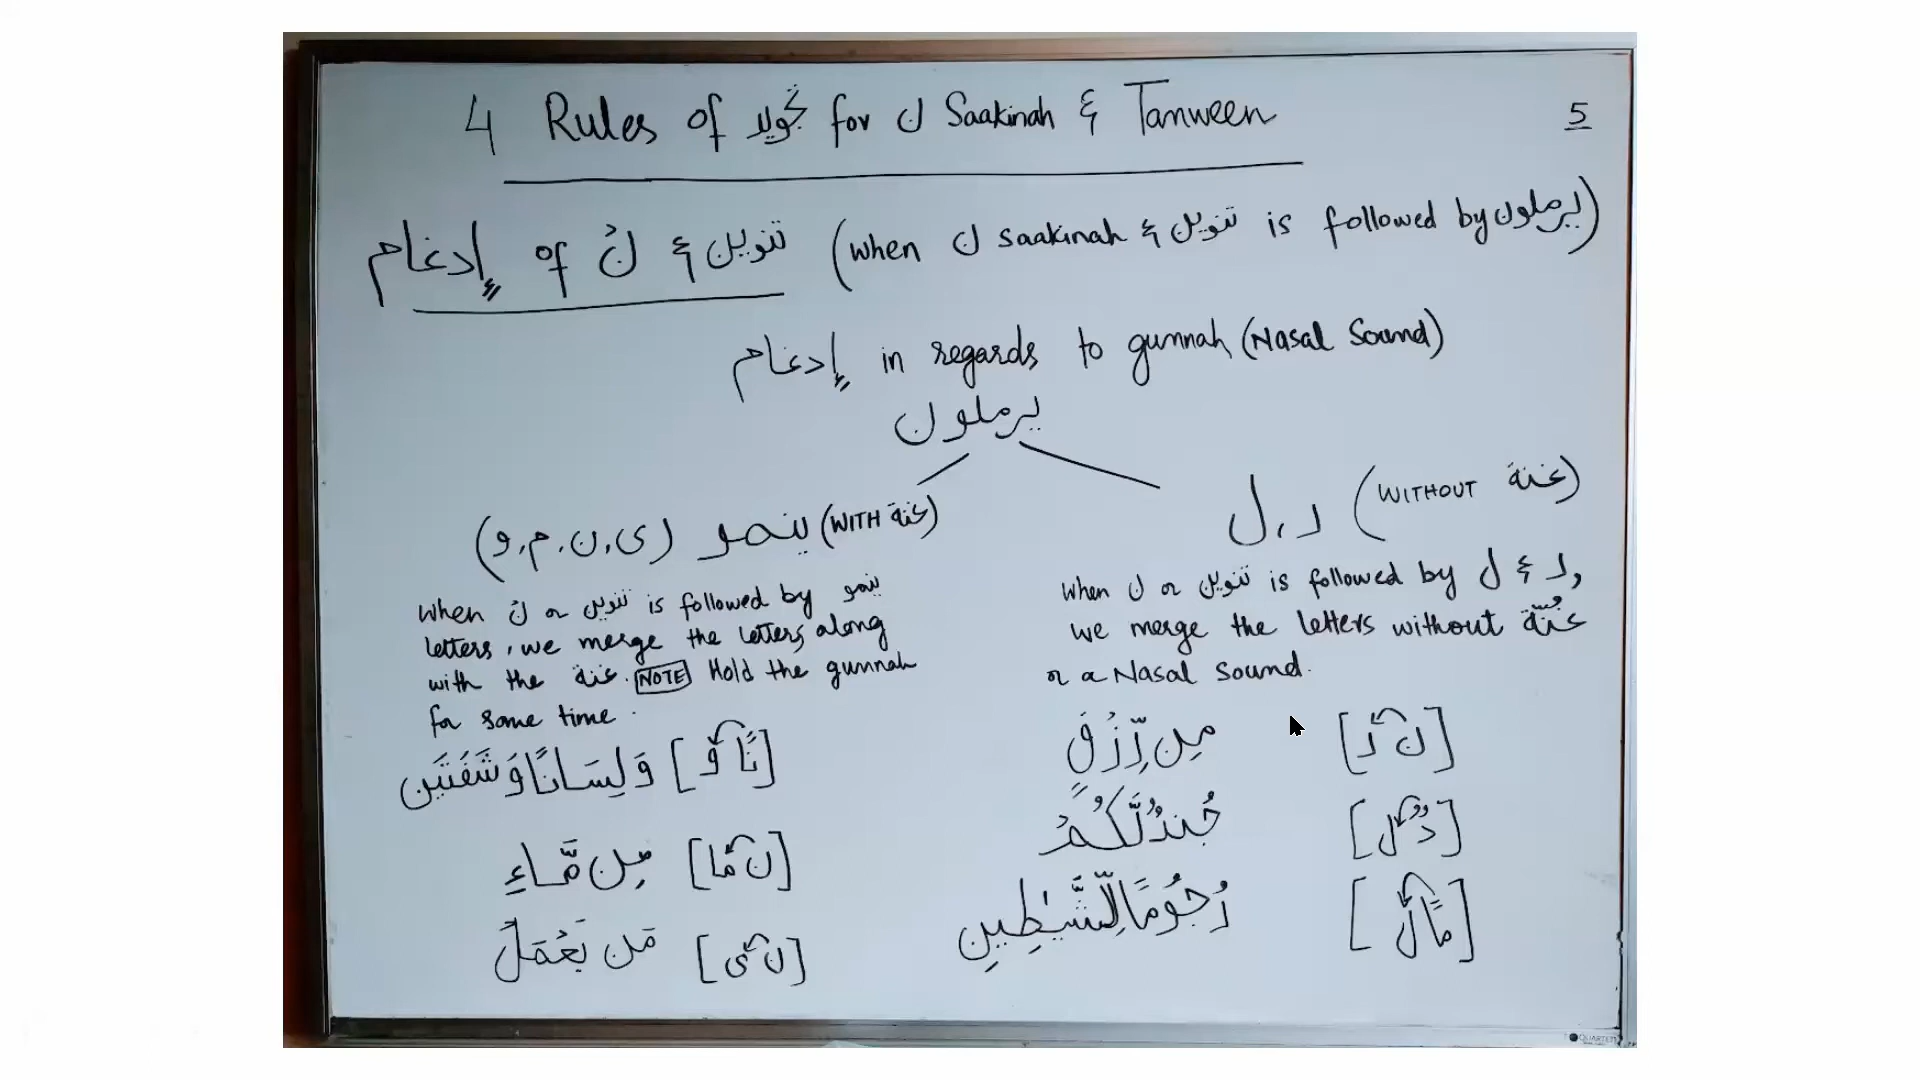 4 Rules of تجويد for ن Saakinah & Tanween
5
إدغام of نْ & تنوين (when ن saakinah & تنوين is followed by يرملون)
إدغام in regards to gunnah (Nasal Sound)
يرملون
(ى, ن, م, و) ينمو (WITH غنة)
ر, ل (WITHOUT غنة)
When نْ or تنوين is followed by ينمو
letters, we merge the letters along
with the غنة. NOTE Hold the gunnah
for some time.
وَلِسَانًا وَشَفَتَين [نًا وَ]
مِن مَّاءِ [ن مَّا]
مَن يَعْمَلْ [ن ى]
When ن or تنوين is followed by ل & ر,
we merge the letters without غُنّة
or a Nasal Sound.
مِن رِّزْقٍ [ن ر]
جُندٌ لَّكُمْ [دٌ ل]
رُجُومًا لِّلشَّيَٰطِينِ [مًا ل]
QUARTET